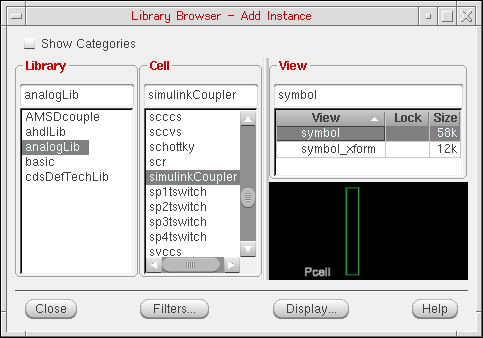 Library Browser - Add Instance
Show Categories
Library
Cell
View
analogLib
simulinkCoupler
symbol
AMSDcouple
ahdlLib
analogLib
basic
cdsDefTechLib
scccs
sccvs
schottky
scr
simulinkCoupler
sp1tswitch
sp2tswitch
sp3tswitch
sp4tswitch
svccs
View Lock Size
symbol 58k
symbol_xform 12k
Pcell
Close
Filters...
Display...
Help